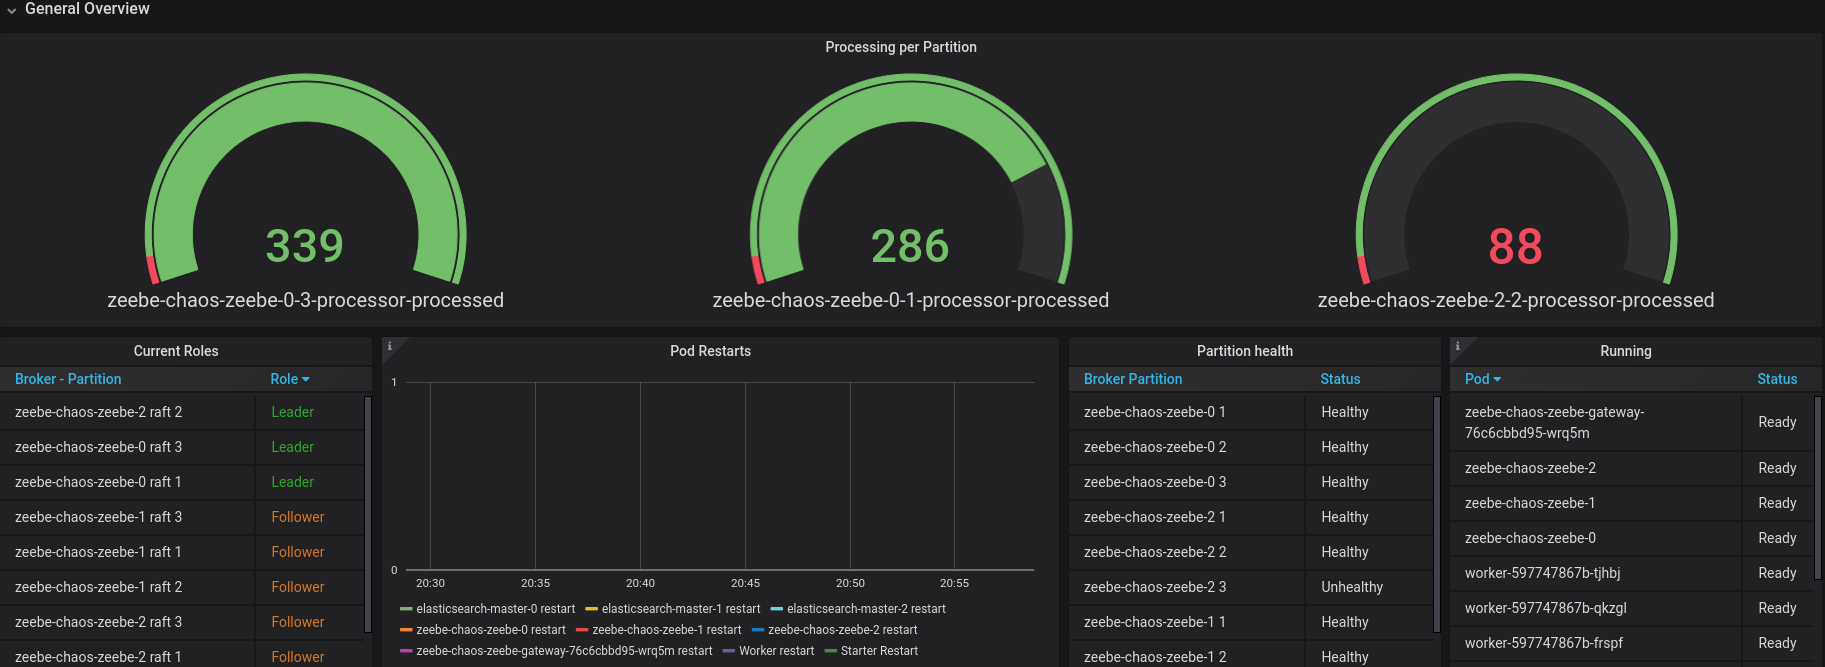 General Overview
Processing per Partition
339
286
88
zeebe-chaos-zeebe-0-3-processor-processed
zeebe-chaos-zeebe-0-1-processor-processed
zeebe-chaos-zeebe-2-2-processor-processed
Current Roles
Broker - Partition Role
zeebe-chaos-zeebe-2 raft 2 Leader
zeebe-chaos-zeebe-0 raft 3 Leader
zeebe-chaos-zeebe-0 raft 1 Leader
zeebe-chaos-zeebe-1 raft 3 Follower
zeebe-chaos-zeebe-1 raft 1 Follower
zeebe-chaos-zeebe-1 raft 2 Follower
zeebe-chaos-zeebe-2 raft 3 Follower
zeebe-chaos-zeebe-2 raft 1 Follower
i
Pod Restarts
1
0
20:30 20:35 20:40 20:45 20:50 20:55
elasticsearch-master-0 restart elasticsearch-master-1 restart elasticsearch-master-2 restart
zeebe-chaos-zeebe-0 restart zeebe-chaos-zeebe-1 restart zeebe-chaos-zeebe-2 restart
zeebe-chaos-zeebe-gateway-76c6cbbd95-wrq5m restart Worker restart Starter Restart
Partition health
Broker Partition Status
zeebe-chaos-zeebe-0 1 Healthy
zeebe-chaos-zeebe-0 2 Healthy
zeebe-chaos-zeebe-0 3 Healthy
zeebe-chaos-zeebe-2 1 Healthy
zeebe-chaos-zeebe-2 2 Healthy
zeebe-chaos-zeebe-2 3 Unhealthy
zeebe-chaos-zeebe-1 1 Healthy
zeebe-chaos-zeebe-1 2 Healthy
i
Running
Pod Status
zeebe-chaos-zeebe-gateway-
76c6cbbd95-wrq5m Ready
zeebe-chaos-zeebe-2 Ready
zeebe-chaos-zeebe-1 Ready
zeebe-chaos-zeebe-0 Ready
worker-597747867b-tjhbj Ready
worker-597747867b-qkzgl Ready
worker-597747867b-frspf Ready